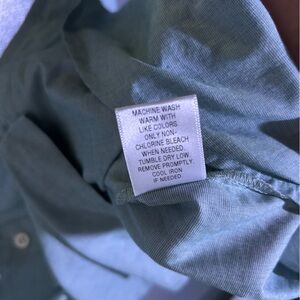 MACHINE WASH
WARM WITH
LIKE COLORS
ONLY NON-
CHLORINE BLEACH
WHEN NEEDED.
TUMBLE DRY LOW.
REMOVE PROMPTLY.
COOL IRON
IF NEEDED